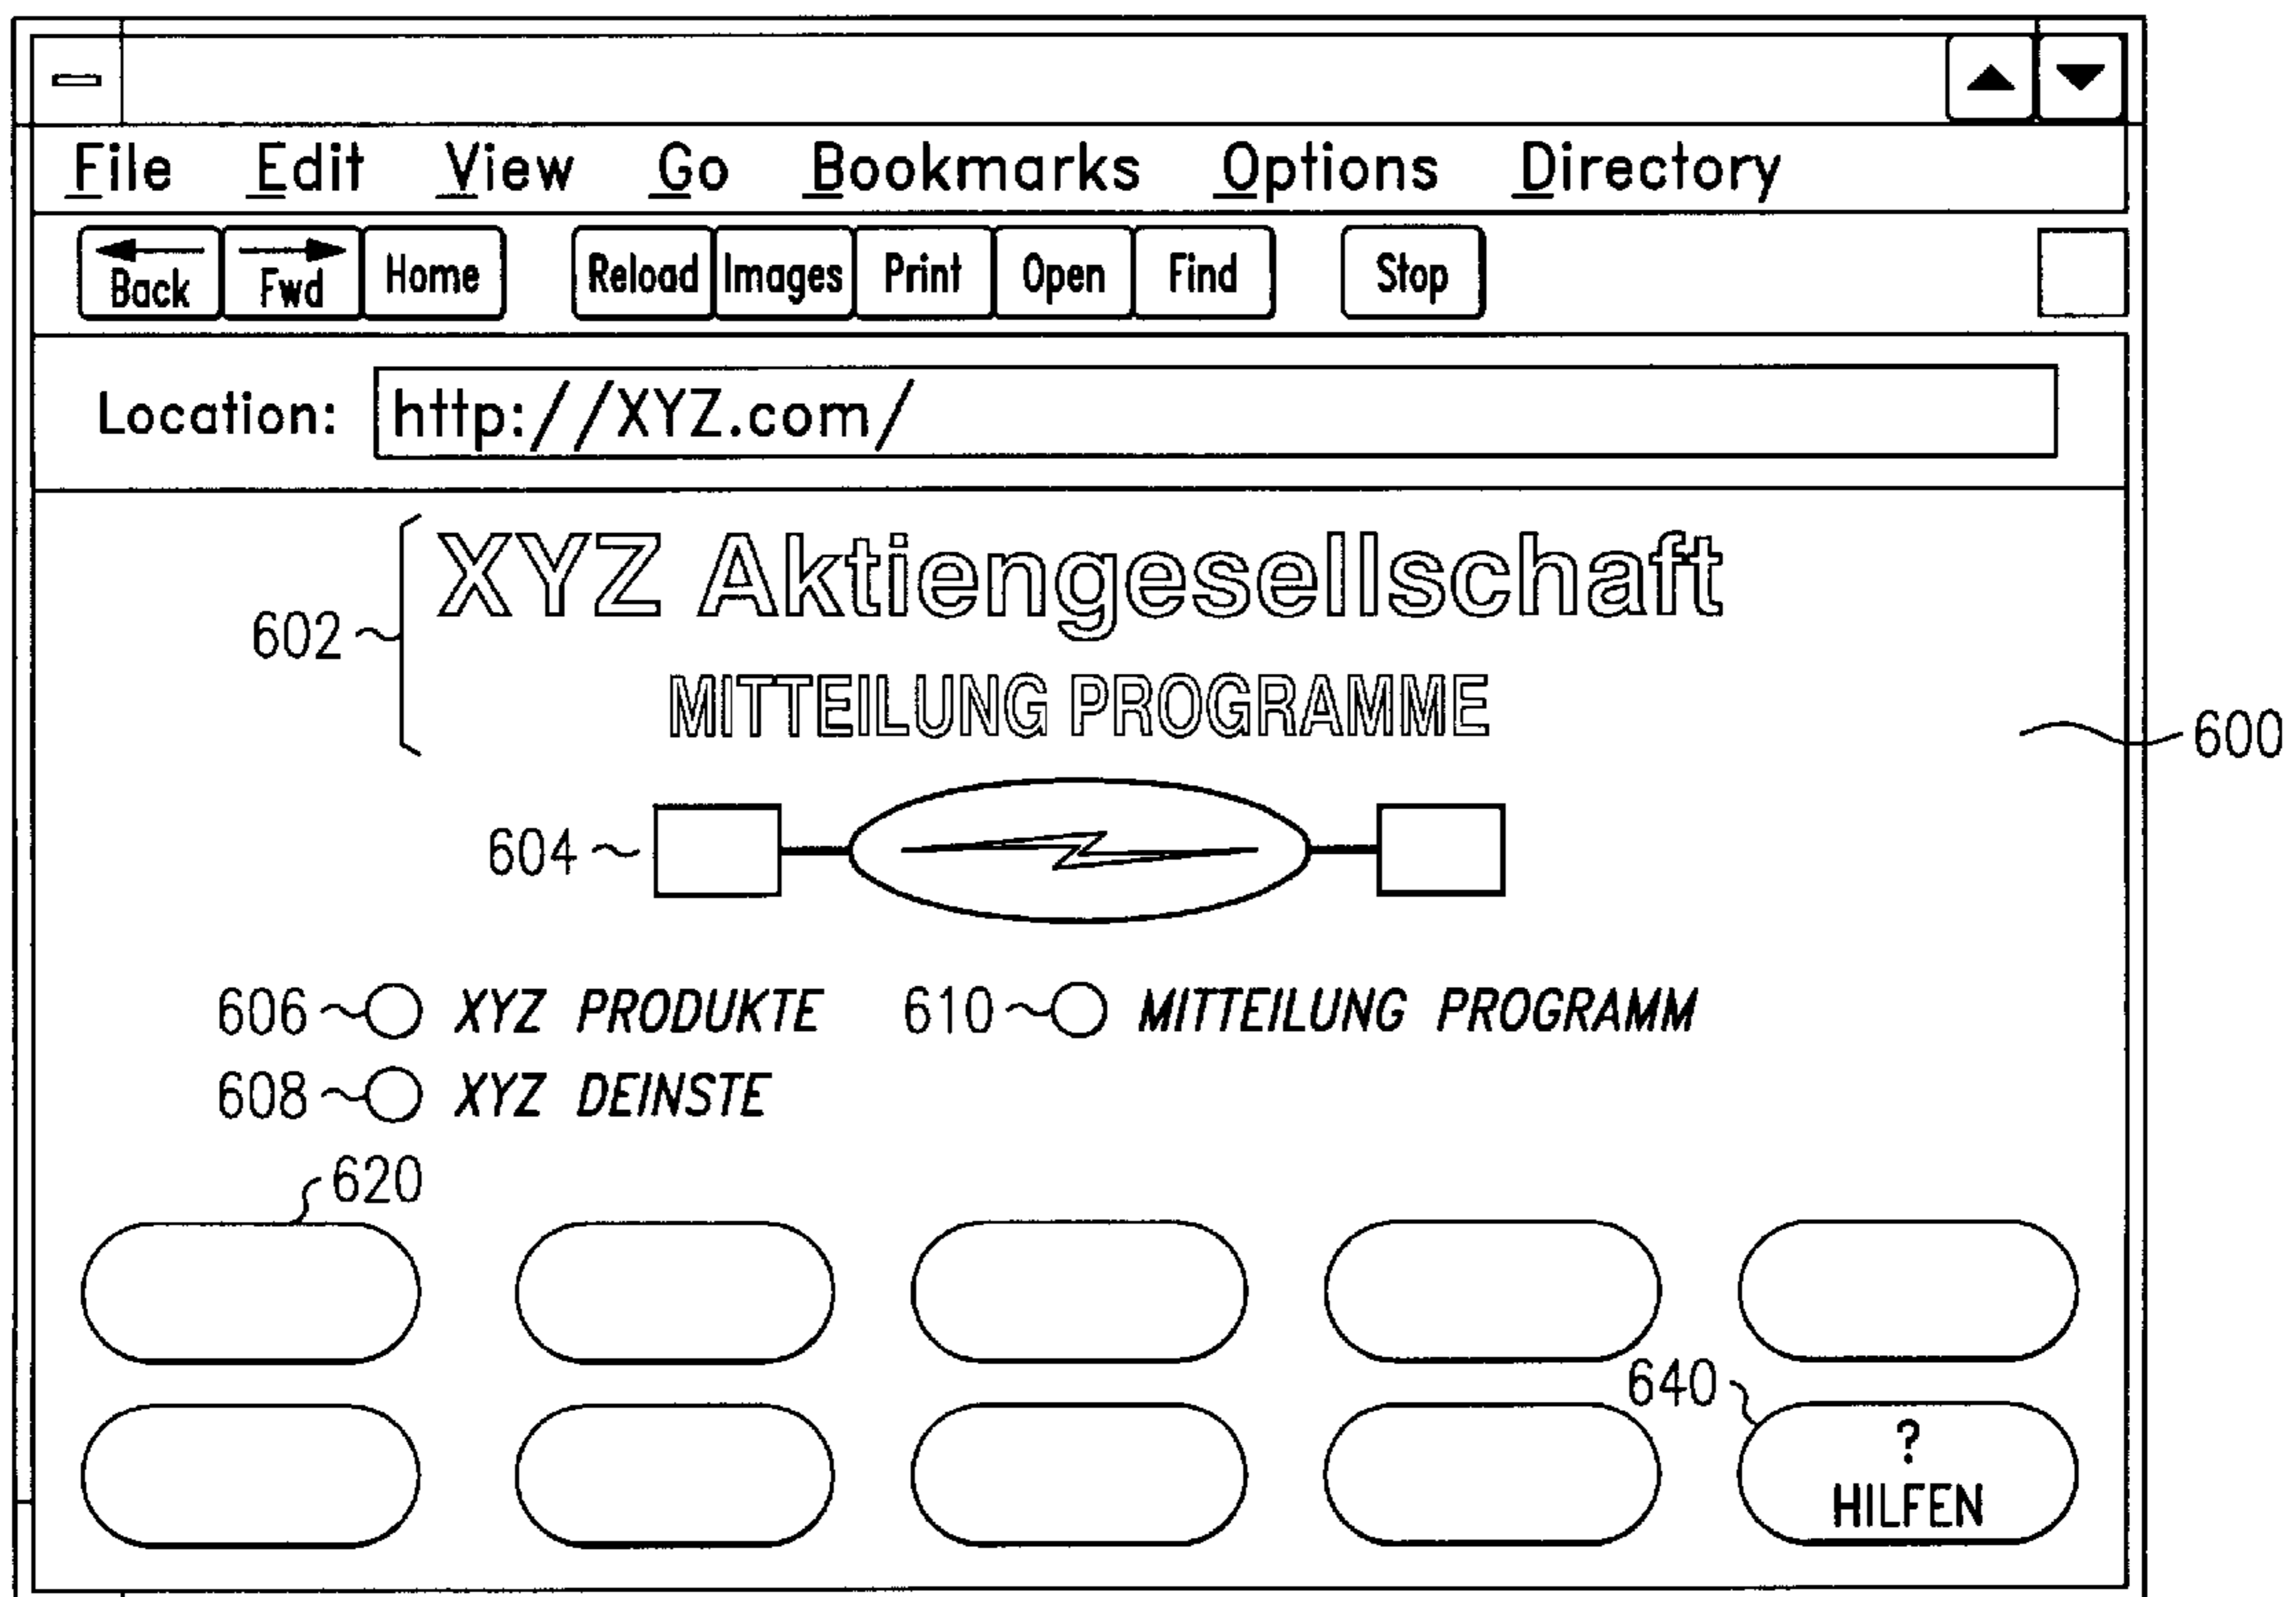 File Edit View Go Bookmarks Options Directory
Back Fwd Home Reload Images Print Open Find Stop
Location: http://XYZ.com/
XYZ Aktiengesellschaft
602
MITTEILUNG PROGRAMME
600
604
606 XYZ PRODUKTE 610 MITTEILUNG PROGRAMM
608 XYZ DEINSTE
620
640
?
HILFEN